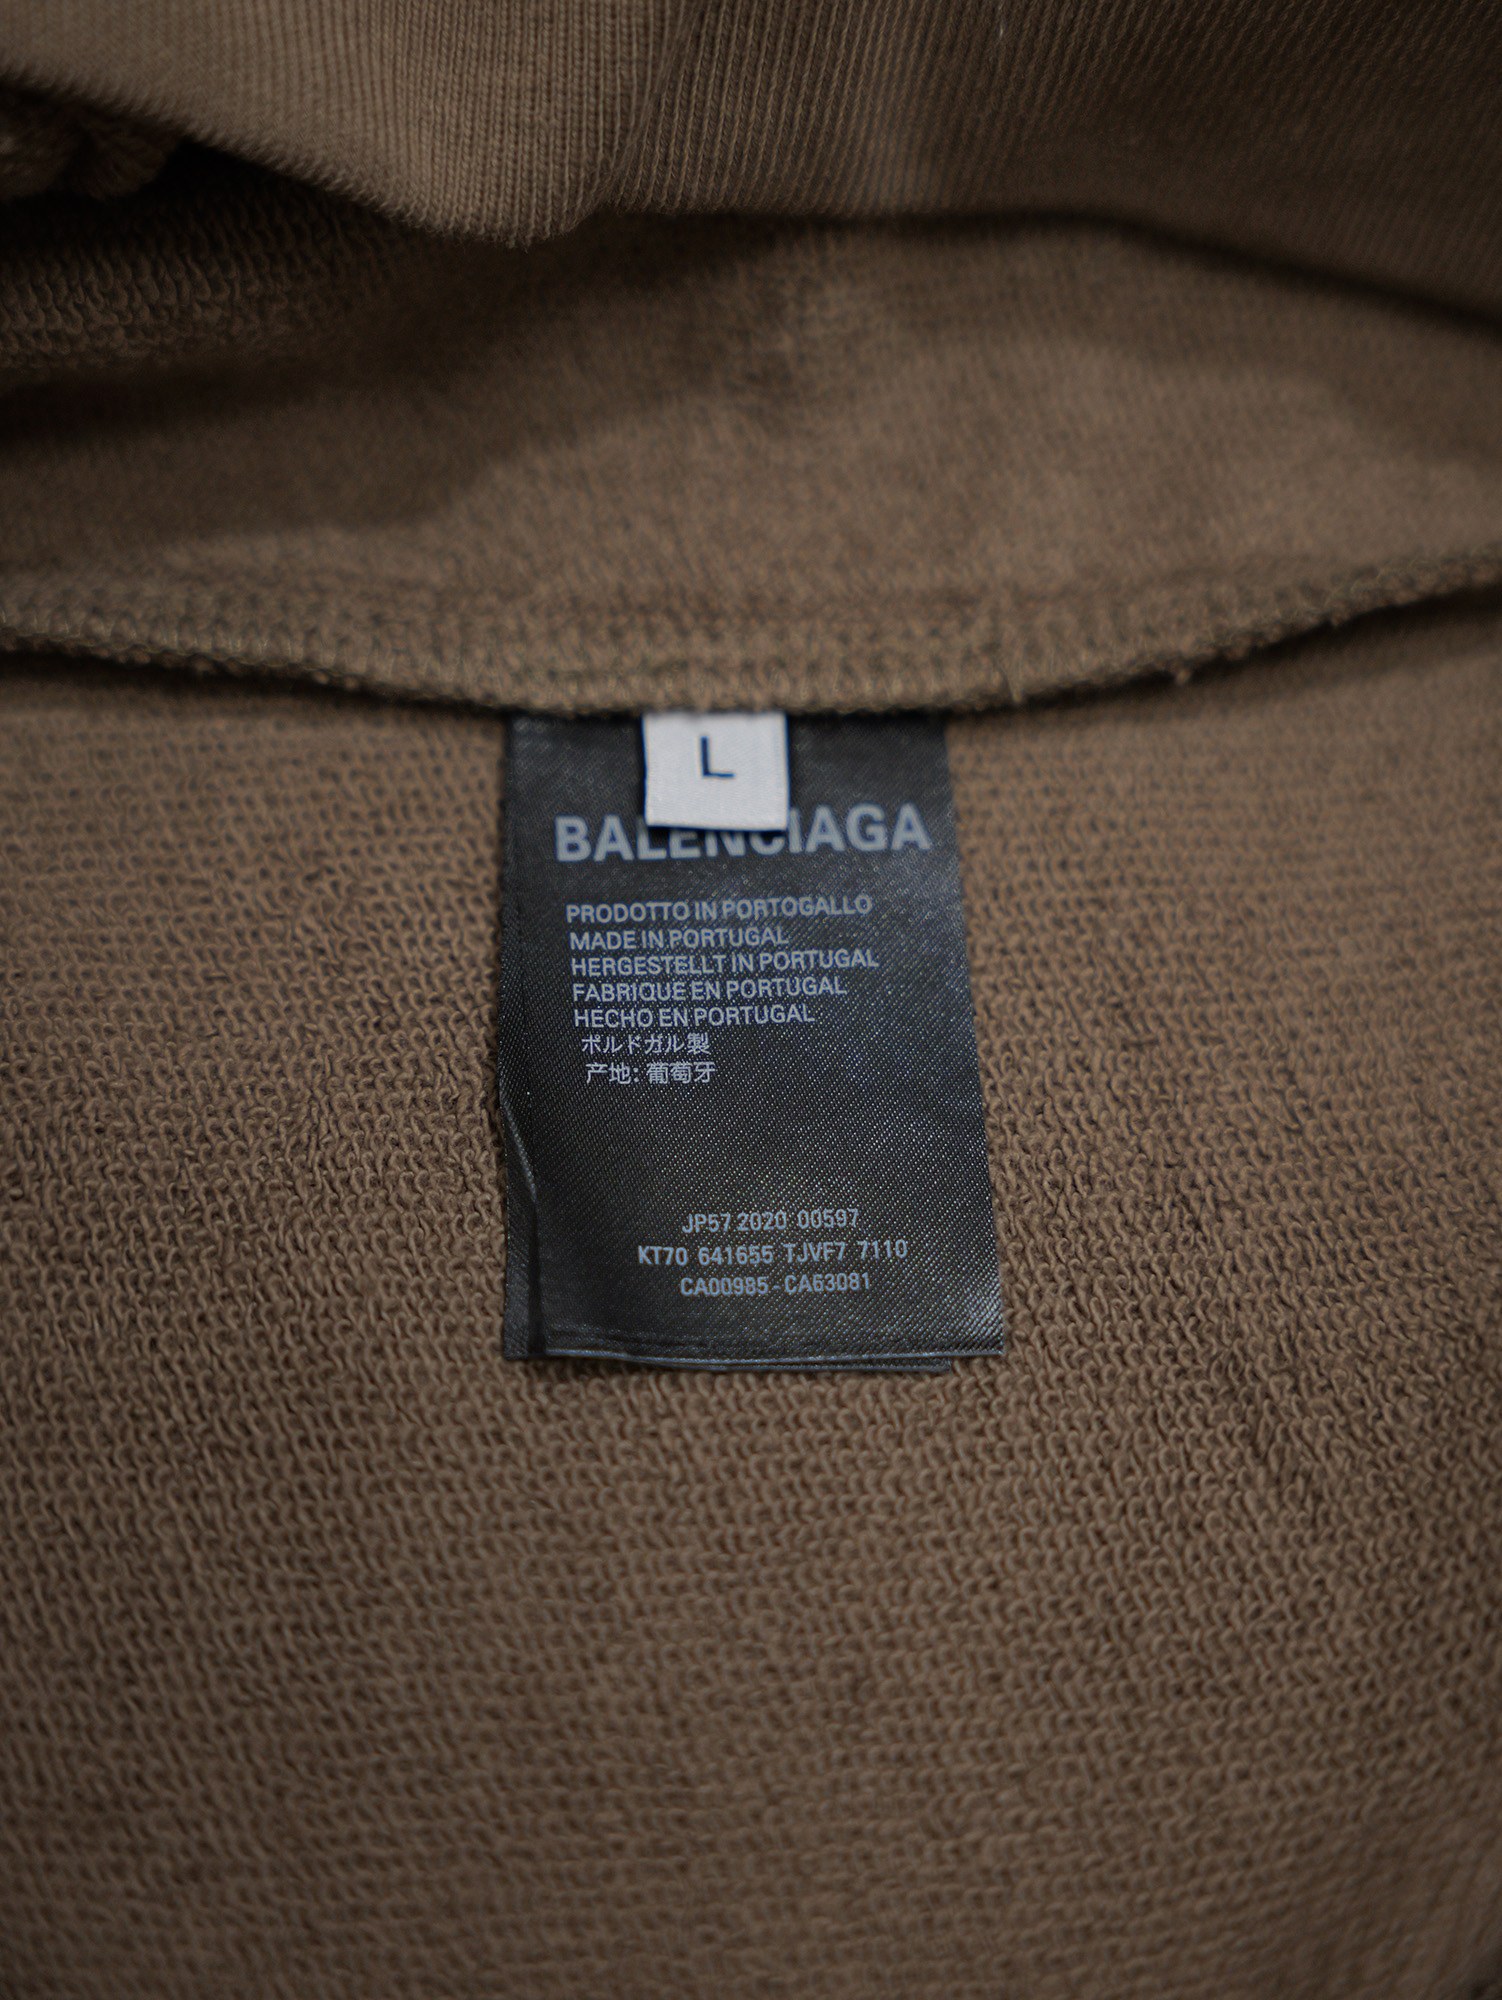 L
BALENCIAGA
PRODOTTO IN PORTOGALLO
MADE IN PORTUGAL
HERGESTELLT IN PORTUGAL
FABRIQUE EN PORTUGAL
HECHO EN PORTUGAL
ポルドガル製
产地: 葡萄牙
JP57 2020 00597
KT70 641655 TJVF7 7110
CA00985 - CA63081